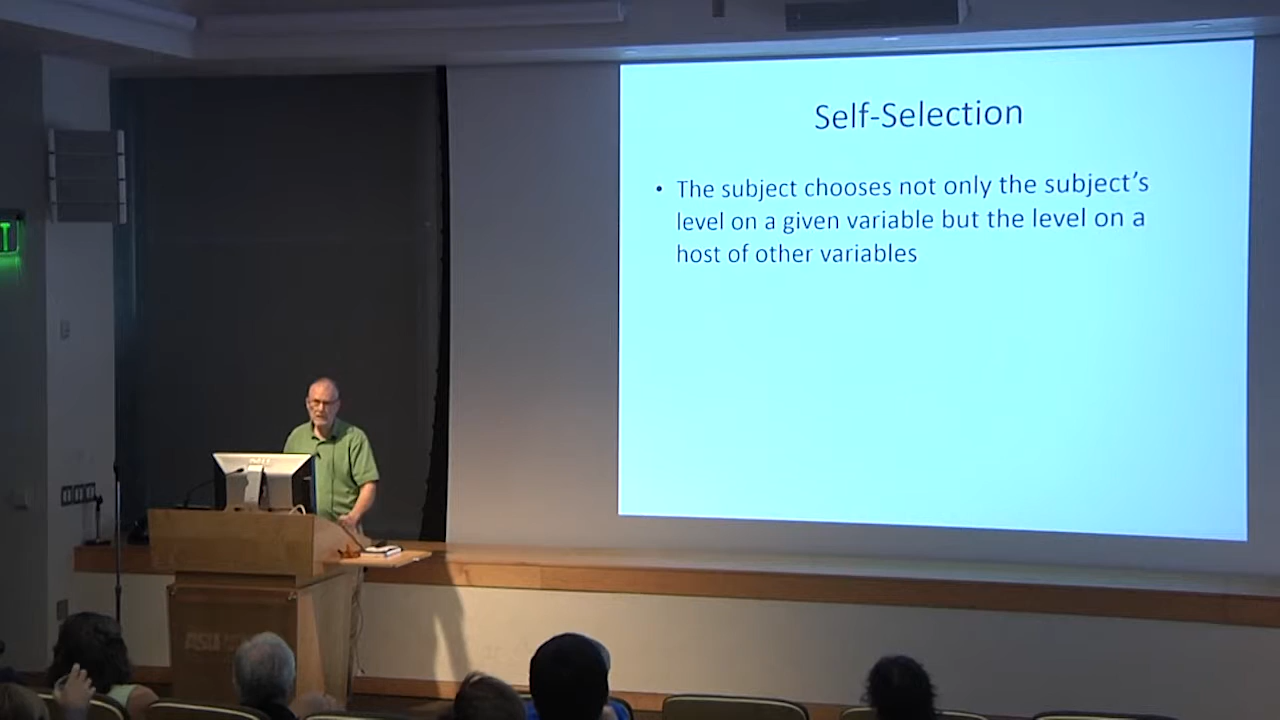 Self-Selection
• The subject chooses not only the subject’s
level on a given variable but the level on a
host of other variables
ASU